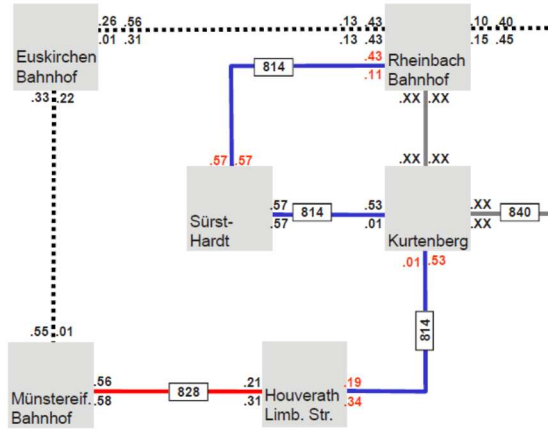 .26 .56 .13 .43 .10 .40
.01 .31 .13 .43 .15 .45
Euskirchen
Bahnhof
.33 .22
.43
814
.11
Rheinbach
Bahnhof
.XX .XX
.57 .57
.XX .XX
Sürst-
Hardt
.57 .53
814
.57 .01
Kurtenberg
.XX
840
.XX
.01 .53
814
.55 .01
Münstereif.
Bahnhof
.56 .21
828
.58 .31
Houverath
Limb. Str.
.19
.34